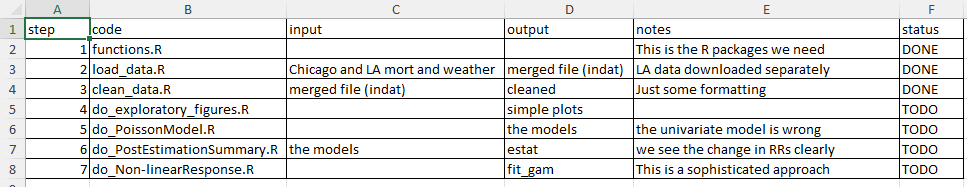 A B C D E F
1 step code input output notes status
2 1 functions.R This is the R packages we need DONE
3 2 load_data.R Chicago and LA mort and weather merged file (indat) LA data downloaded separately DONE
4 3 clean_data.R merged file (indat) cleaned Just some formatting DONE
5 4 do_exploratory_figures.R simple plots TODO
6 5 do_PoissonModel.R the models the univariate model is wrong TODO
7 6 do_PostEstimationSummary.R the models estat we see the change in RRs clearly TODO
8 7 do_Non-linearResponse.R fit_gam This is a sophisticated approach TODO